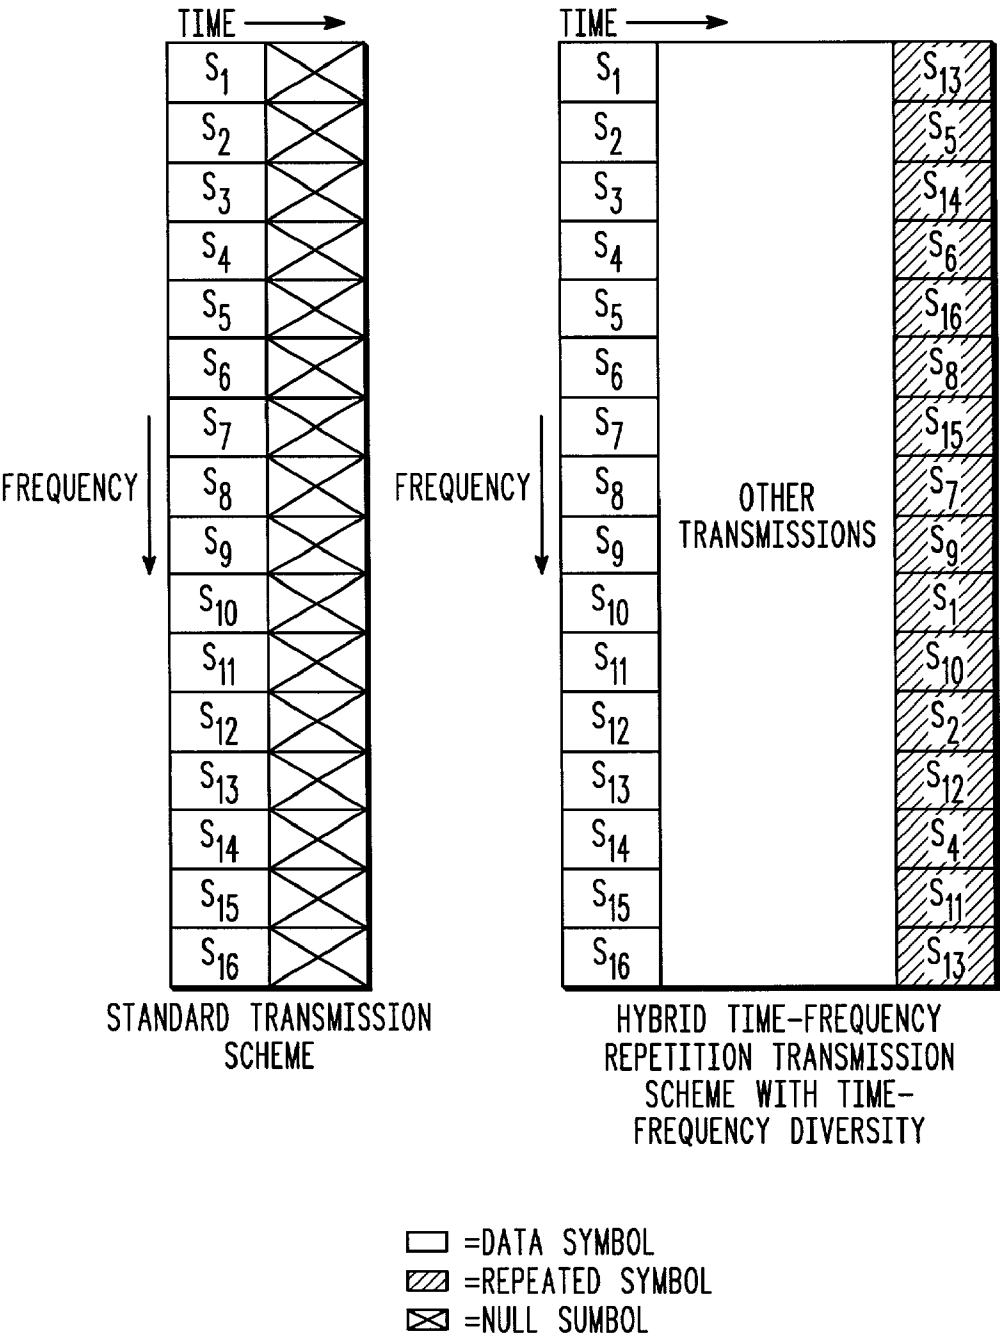 TIME TIME
S1 S1 S13
S2 S2 S5
S3 S3 S14
S4 S4 S6
S5 S5 S16
S6 S6 S8
S7 S7 S15
FREQUENCY S8 FREQUENCY S8 OTHER S7
S9 S9 TRANSMISSIONS S9
S10 S10 S1
S11 S11 S10
S12 S12 S2
S13 S13 S12
S14 S14 S4
S15 S15 S11
S16 S16 S13
STANDARD TRANSMISSION
SCHEME
HYBRID TIME-FREQUENCY
REPETITION TRANSMISSION
SCHEME WITH TIME-
FREQUENCY DIVERSITY
=DATA SYMBOL
=REPEATED SYMBOL
=NULL SUMBOL